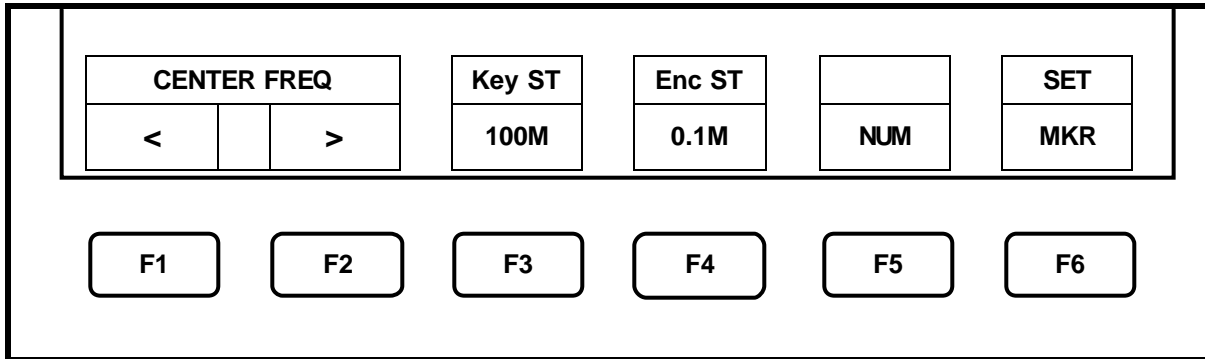 CENTER FREQ Key ST Enc ST SET
< > 100M 0.1M NUM MKR
F1 F2 F3 F4 F5 F6